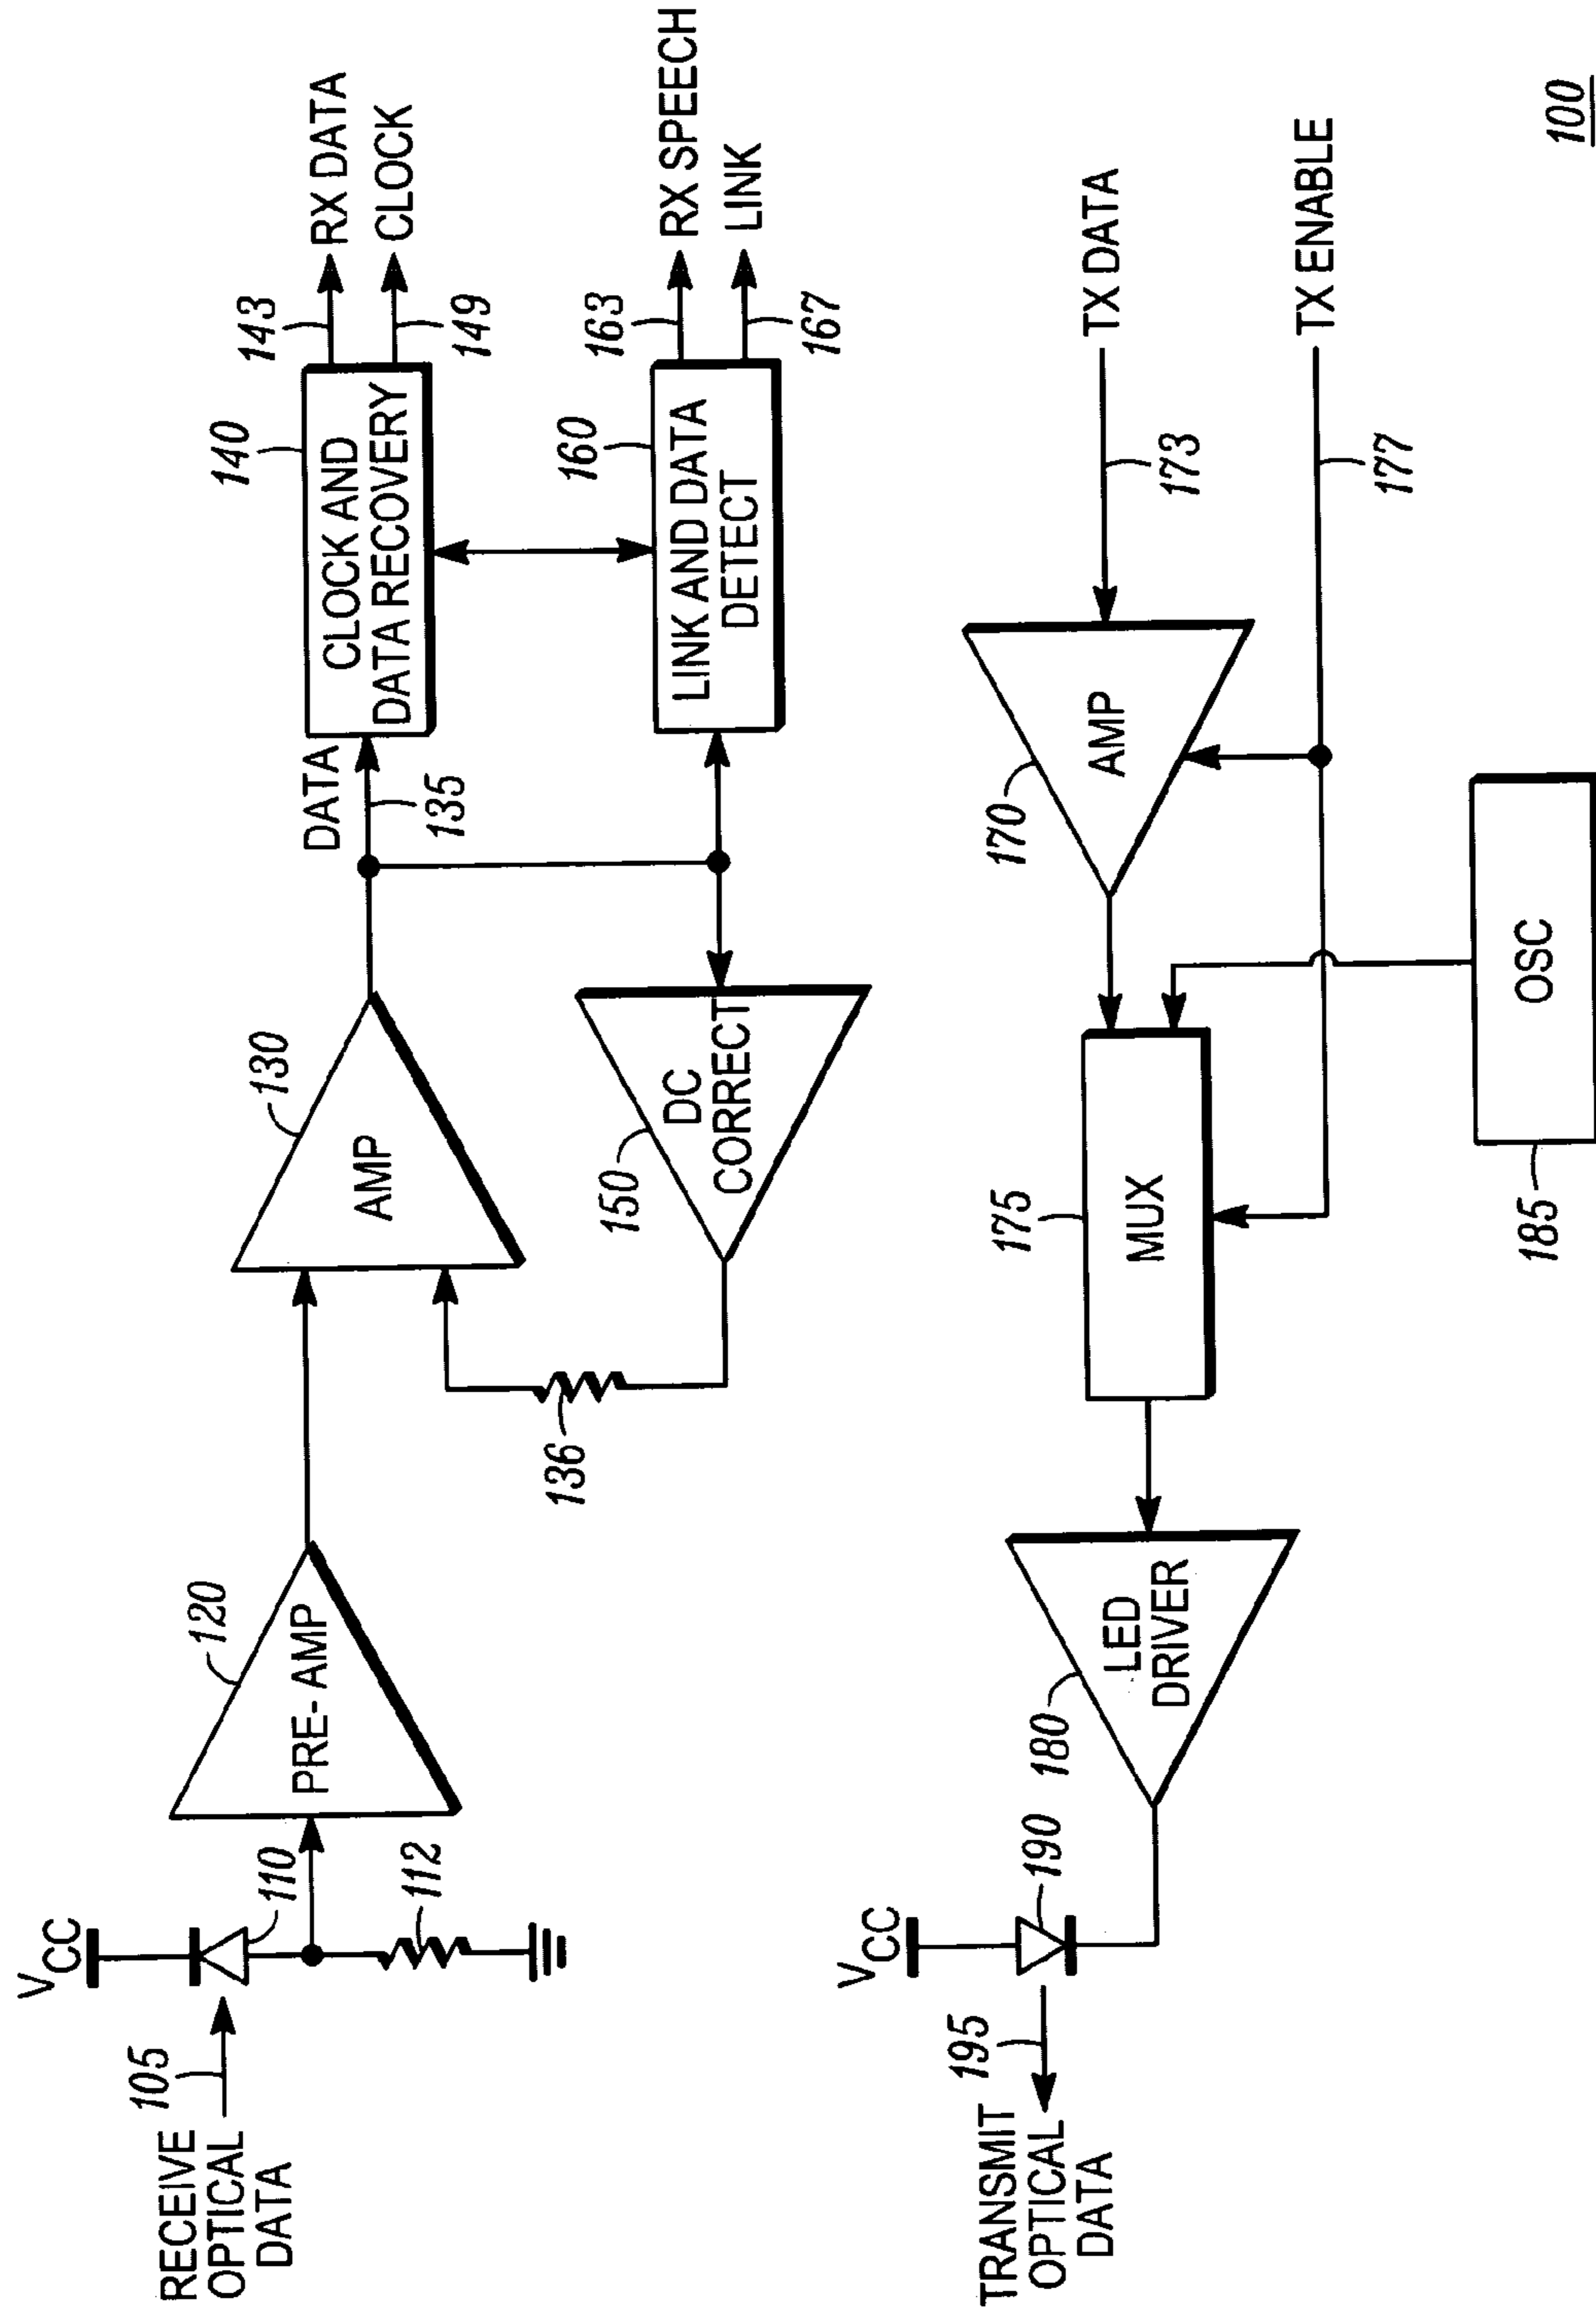 VCC
RECEIVE
OPTICAL
DATA
105
110
112
120
PRE-AMP
130
AMP
136
150
DC
CORRECT
DATA
135
140
CLOCK AND
DATA RECOVERY
143
RX DATA
149
CLOCK
160
LINK AND DATA
DETECT
163
RX SPEECH
167
LINK
VCC
TRANSMIT
OPTICAL
DATA
195
190
180
LED
DRIVER
175
MUX
170
AMP
173
TX DATA
177
TX ENABLE
185
OSC
100